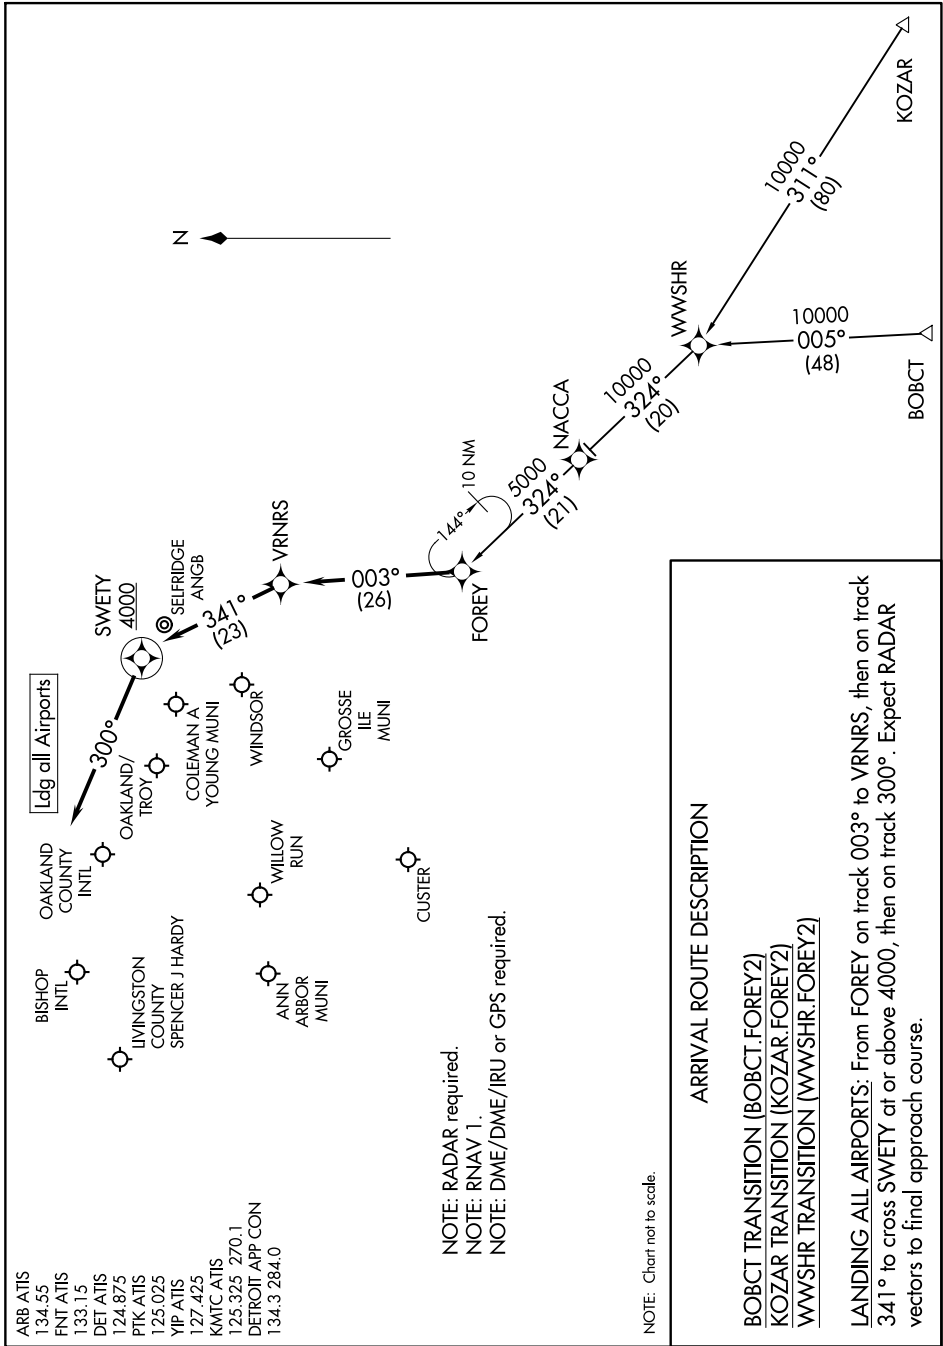 ARB ATIS
134.55
FNT ATIS
133.15
DET ATIS
124.875
PTK ATIS
125.025
YIP ATIS
127.425
KMTC ATIS
125.325 270.1
DETROIT APP CON
134.3 284.0
BISHOP
INTL
LIVINGSTON
COUNTY
SPENCER J HARDY
OAKLAND
COUNTY
INTL
Ldg all Airports
300°
OAKLAND/
TROY
COLEMAN A
YOUNG MUNI
SWETY
4000
SELFRIDGE
ANGB
341°
(23)
WINDSOR
VRNRS
WILLOW
RUN
ANN
ARBOR
MUNI
GROSSE
ILE
MUNI
003°
(26)
N
CUSTER
FOREY
144°
10 NM
5000
324°
(21)
NACCA
10000
324°
(20)
WWSHR
10000
311°
(80)
KOZAR
10000
005°
(48)
BOBCT
NOTE: RADAR required.
NOTE: RNAV 1.
NOTE: DME/DME/IRU or GPS required.
NOTE: Chart not to scale.
ARRIVAL ROUTE DESCRIPTION
BOBCT TRANSITION (BOBCT.FOREY2)
KOZAR TRANSITION (KOZAR.FOREY2)
WWSHR TRANSITION (WWSHR.FOREY2)
LANDING ALL AIRPORTS: From FOREY on track 003° to VRNRS, then on track
341° to cross SWETY at or above 4000, then on track 300°. Expect RADAR
vectors to final approach course.